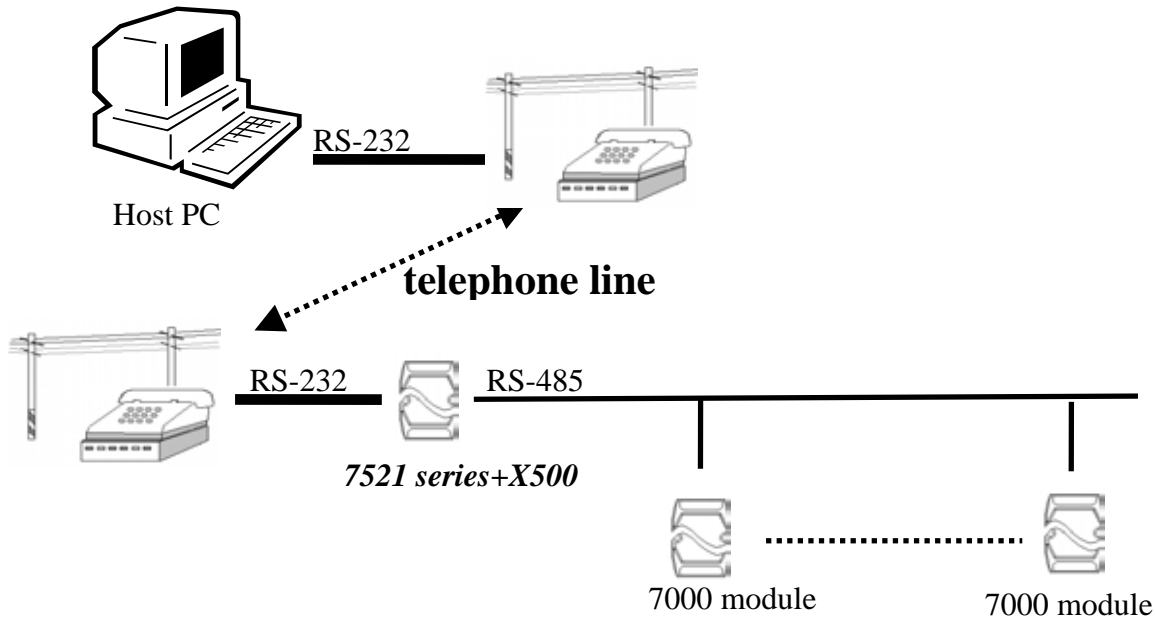 RS-232
Host PC
telephone line
RS-232
RS-485
7521 series+X500
7000 module
7000 module